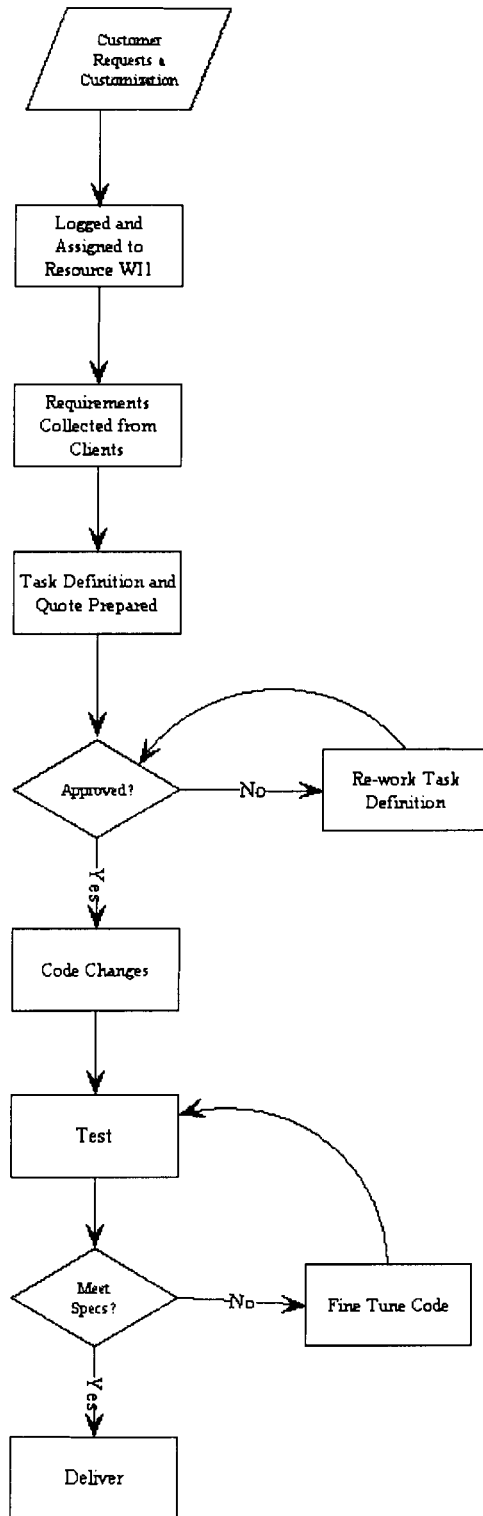 Customer
Requests a
Customization
Logged and
Assigned to
Resource WI1
Requirements
Collected from
Clients
Task Definition and
Quote Prepared
Approved?
No
Re-work Task
Definition
Yes
Code Changes
Test
Meet
Specs?
No
Fine Tune Code
Yes
Deliver